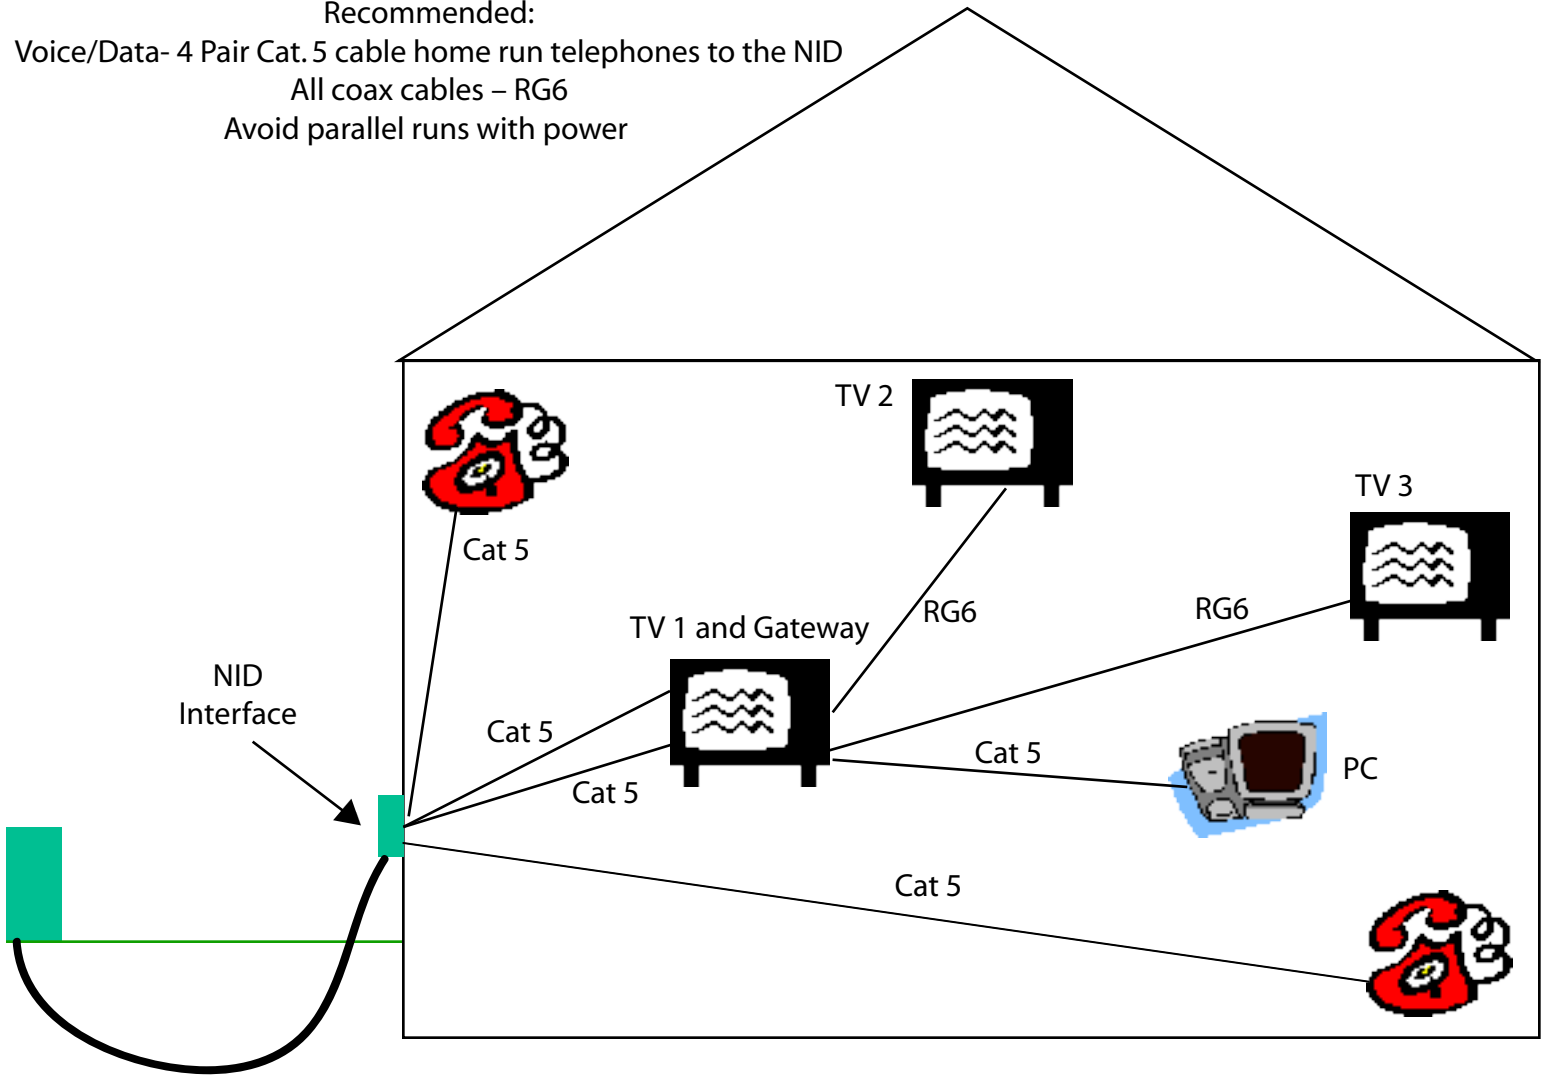 Recommended:
Voice/Data- 4 Pair Cat. 5 cable home run telephones to the NID
All coax cables – RG6
Avoid parallel runs with power
TV 2
TV 3
Cat 5
RG6
RG6
TV 1 and Gateway
NID
Interface
Cat 5
Cat 5
Cat 5
PC
Cat 5